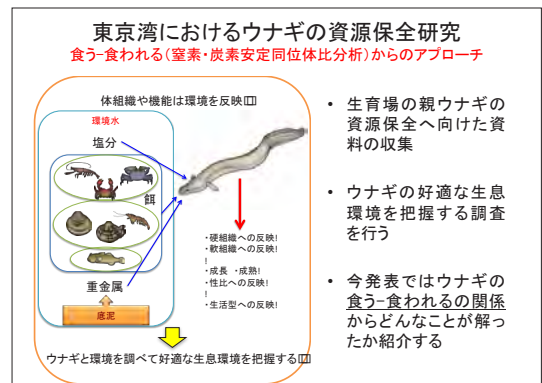 東京湾におけるウナギの資源保全研究
食う-食われる(窒素・炭素安定同位体比分析)からのアプローチ
体組織や機能は環境を反映
環境水
塩分
餌
重金属
底泥
・硬組織への反映!
・軟組織への反映!
!
・成長 ・成熟!
・性比への反映!
!
・生活型への反映!
ウナギと環境を調べて好適な生息環境を把握する
• 生育場の親ウナギの
資源保全へ向けた資
料の収集
• ウナギの好適な生息
環境を把握する調査
を行う
• 今発表ではウナギの
食う-食われるの関係
からどんなことが解っ
たか紹介する